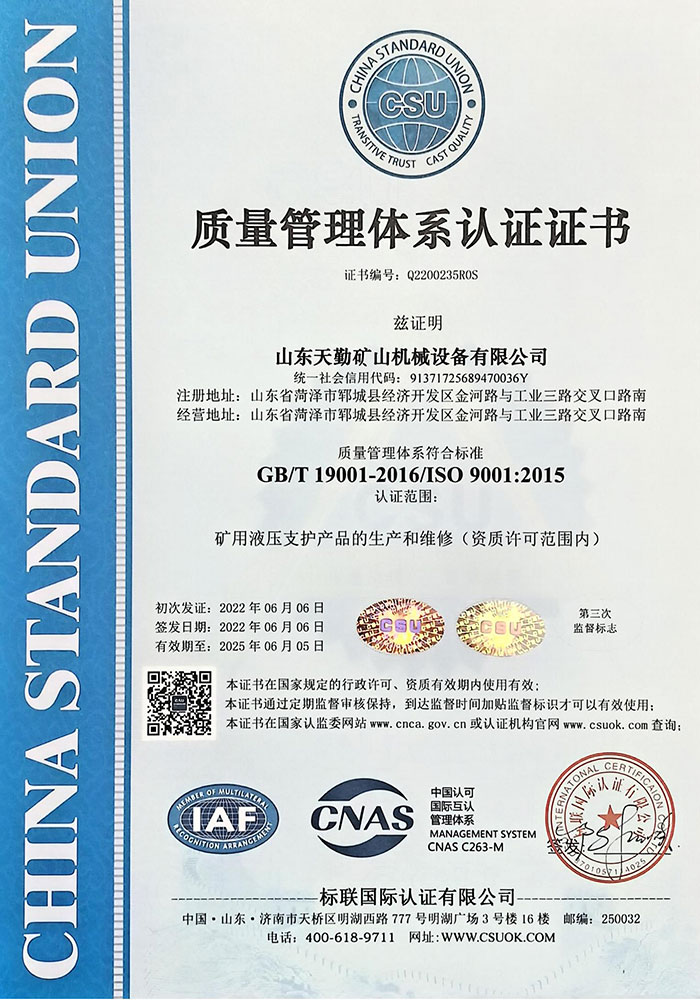 CHINA STANDARD UNION
CHINA STANDARD UNION
CSU
TRANSITIVE TRUST CAST QUALITY
质量管理体系认证证书
证书编号：Q2200235R0S
兹证明
山东天勤矿山机械设备有限公司
统一社会信用代码：91371725689470036Y
注册地址：山东省菏泽市郓城县经济开发区金河路与工业三路交叉口路南
经营地址：山东省菏泽市郓城县经济开发区金河路与工业三路交叉口路南
质量管理体系符合标准
GB/T 19001-2016/ISO 9001:2015
认证范围：
矿用液压支护产品的生产和维修（资质许可范围内）
初次发证：2022 年 06 月 06 日
签发日期：2022 年 06 月 06 日
有效期至：2025 年 06 月 05 日
CSU
CSU
第三次
监督标志
本证书在国家规定的行政许可、资质有效期内使用有效；
本证书通过定期监督审核保持，到达监督时间加贴监督标识才可以有效使用；
本证书在国家认监委网站 www.cnca.gov.cn 或认证机构官网 www.csuok.com 查询；
MEMBER OF MULTILATERAL
IAF
RECOGNITION ARRANGEMENT
CNAS
中国认可
国际互认
管理体系
MANAGEMENT SYSTEM
CNAS C263-M
INTERNATIONAL CERTIFICATION
标联国际认证有限公司
签发：
标联国际认证有限公司
中国·山东·济南市天桥区明湖西路 777 号明湖广场 3 号楼 16 楼 邮编：250032
电话：400-618-9711 网址：WWW.CSUOK.COM